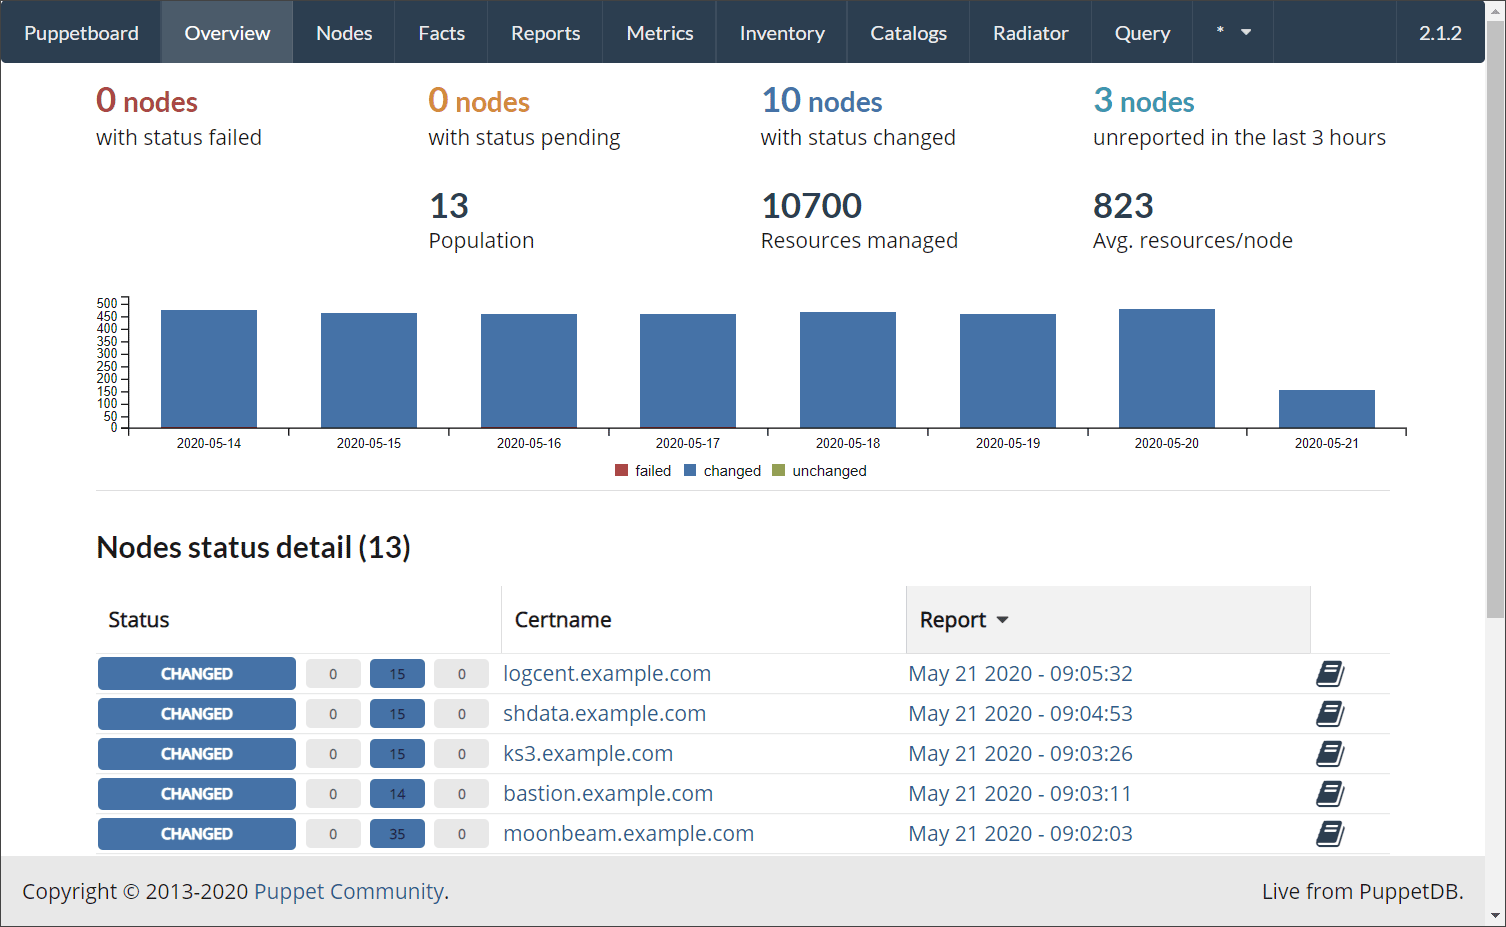 Puppetboard Overview Nodes Facts Reports Metrics Inventory Catalogs Radiator Query * 2.1.2
0 nodes 0 nodes 10 nodes 3 nodes
with status failed with status pending with status changed unreported in the last 3 hours
13 10700 823
Population Resources managed Avg. resources/node
500
450
400
350
300
250
200
150
100
50
0
2020-05-14 2020-05-15 2020-05-16 2020-05-17 2020-05-18 2020-05-19 2020-05-20 2020-05-21
failed changed unchanged
Nodes status detail (13)
Status Certname Report
CHANGED 0 15 0 logcent.example.com May 21 2020 - 09:05:32
CHANGED 0 15 0 shdata.example.com May 21 2020 - 09:04:53
CHANGED 0 15 0 ks3.example.com May 21 2020 - 09:03:26
CHANGED 0 14 0 bastion.example.com May 21 2020 - 09:03:11
CHANGED 0 35 0 moonbeam.example.com May 21 2020 - 09:02:03
Copyright © 2013-2020 Puppet Community. Live from PuppetDB.